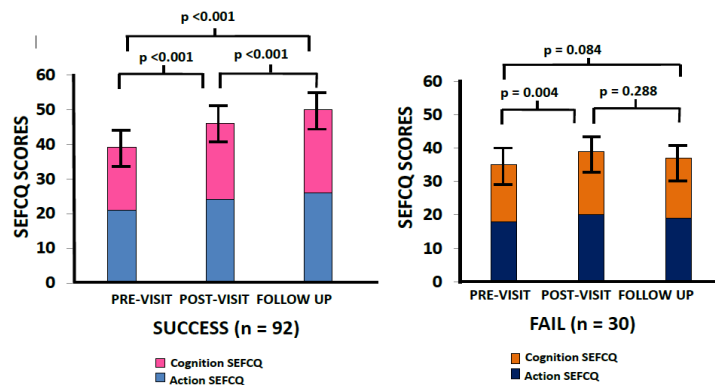 p <0.001
p <0.001
p <0.001
SEFCQ SCORES
60
50
40
30
20
10
0
PRE-VISIT POST-VISIT FOLLOW UP
SUCCESS (n = 92)
Cognition SEFCQ
Action SEFCQ
p = 0.084
p = 0.004
p = 0.288
SEFCQ SCORES
60
50
40
30
20
10
0
PRE-VISIT POST-VISIT FOLLOW UP
FAIL (n = 30)
Cognition SEFCQ
Action SEFCQ